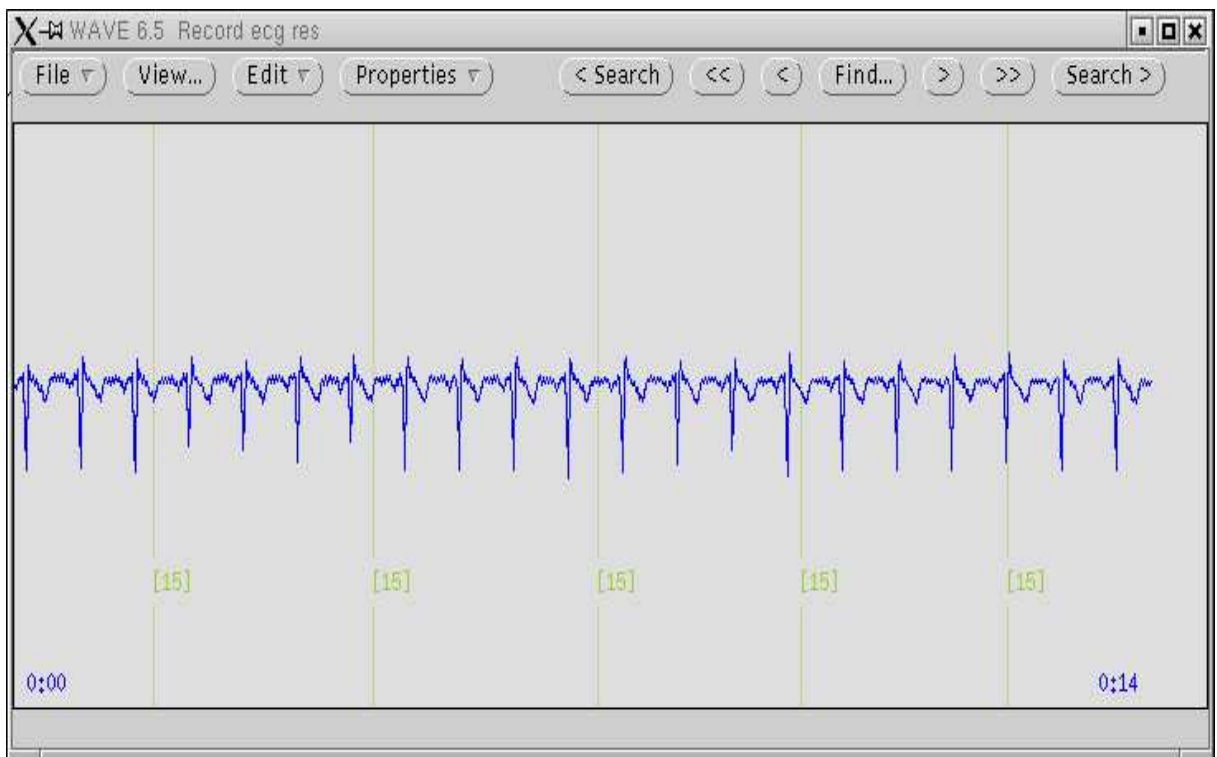 WAVE 6.5 Record ecg res
File View... Edit Properties < Search << < Find... > >> Search >
[15] [15] [15] [15] [15]
0:00 0:14